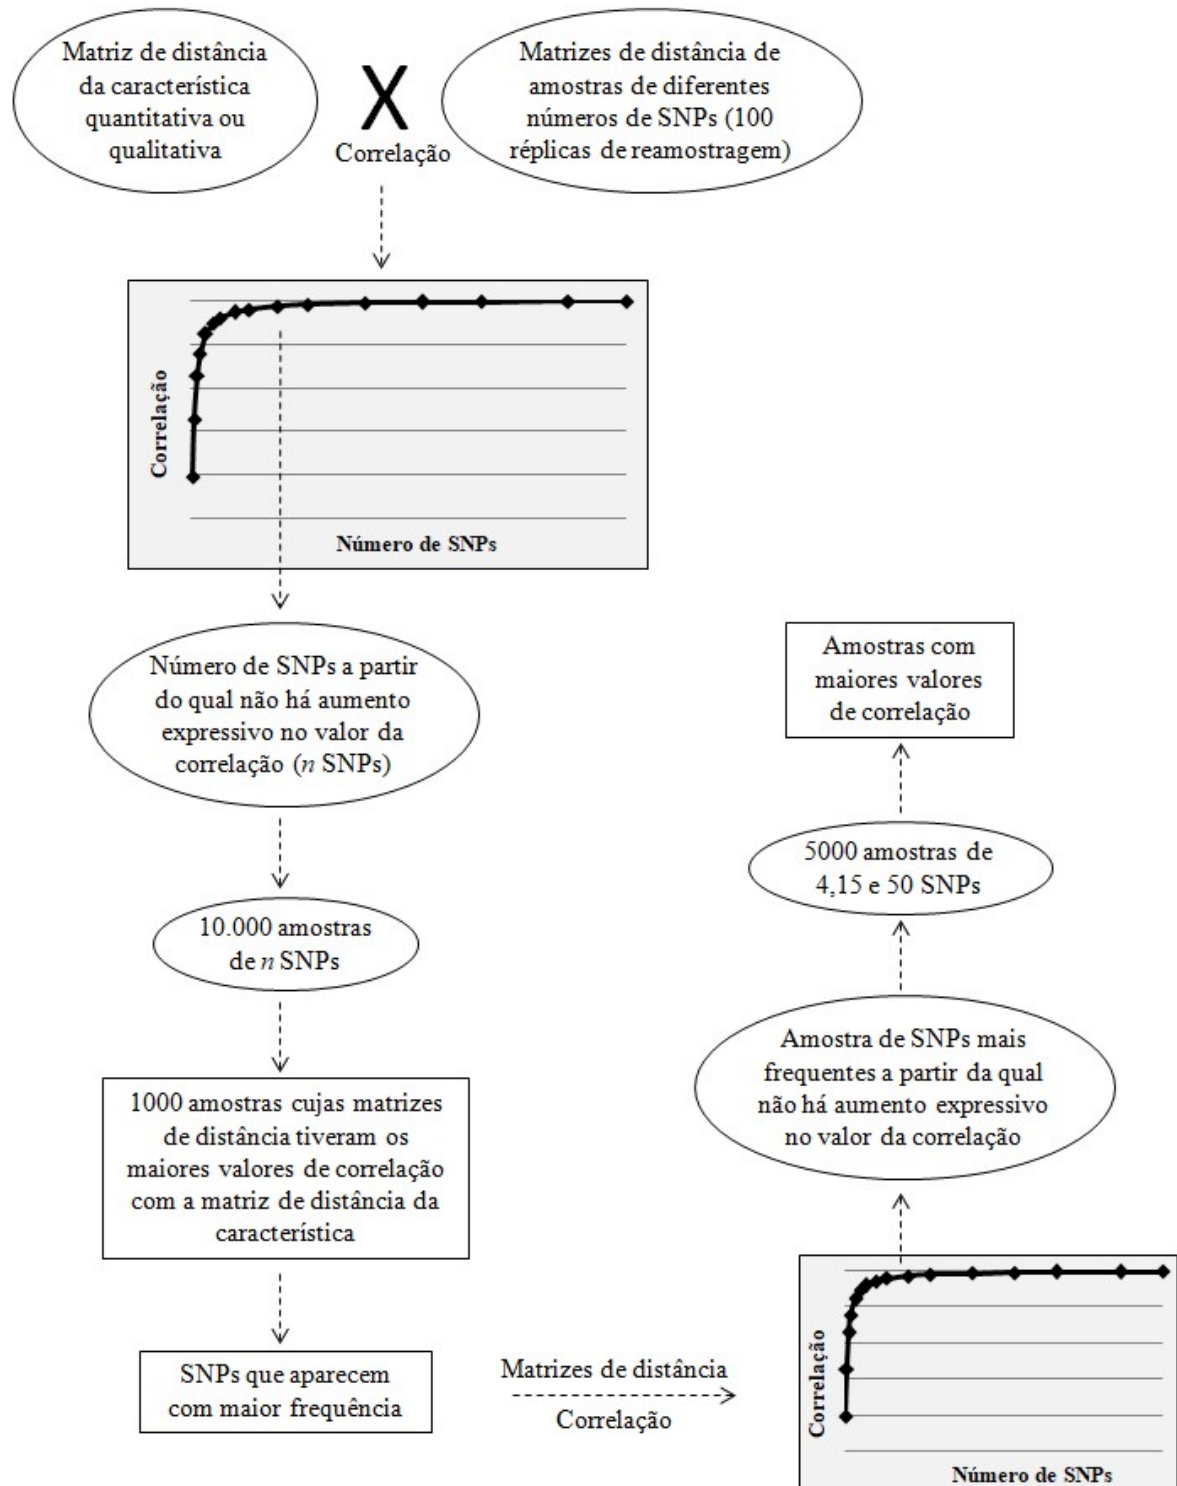 Matriz de distância
da característica
quantitativa ou
qualitativa
X
Correlação
Matrizes de distância de
amostras de diferentes
números de SNPs (100
réplicas de reamostragem)
Correlação
Número de SNPs
Número de SNPs a partir
do qual não há aumento
expressivo no valor da
correlação (n SNPs)
10.000 amostras
de n SNPs
1000 amostras cujas matrizes
de distância tiveram os
maiores valores de correlação
com a matriz de distância da
característica
SNPs que aparecem
com maior frequência
Matrizes de distância
Correlação
Correlação
Número de SNPs
Amostra de SNPs mais
frequentes a partir da qual
não há aumento expressivo
no valor da correlação
5000 amostras de
4,15 e 50 SNPs
Amostras com
maiores valores
de correlação